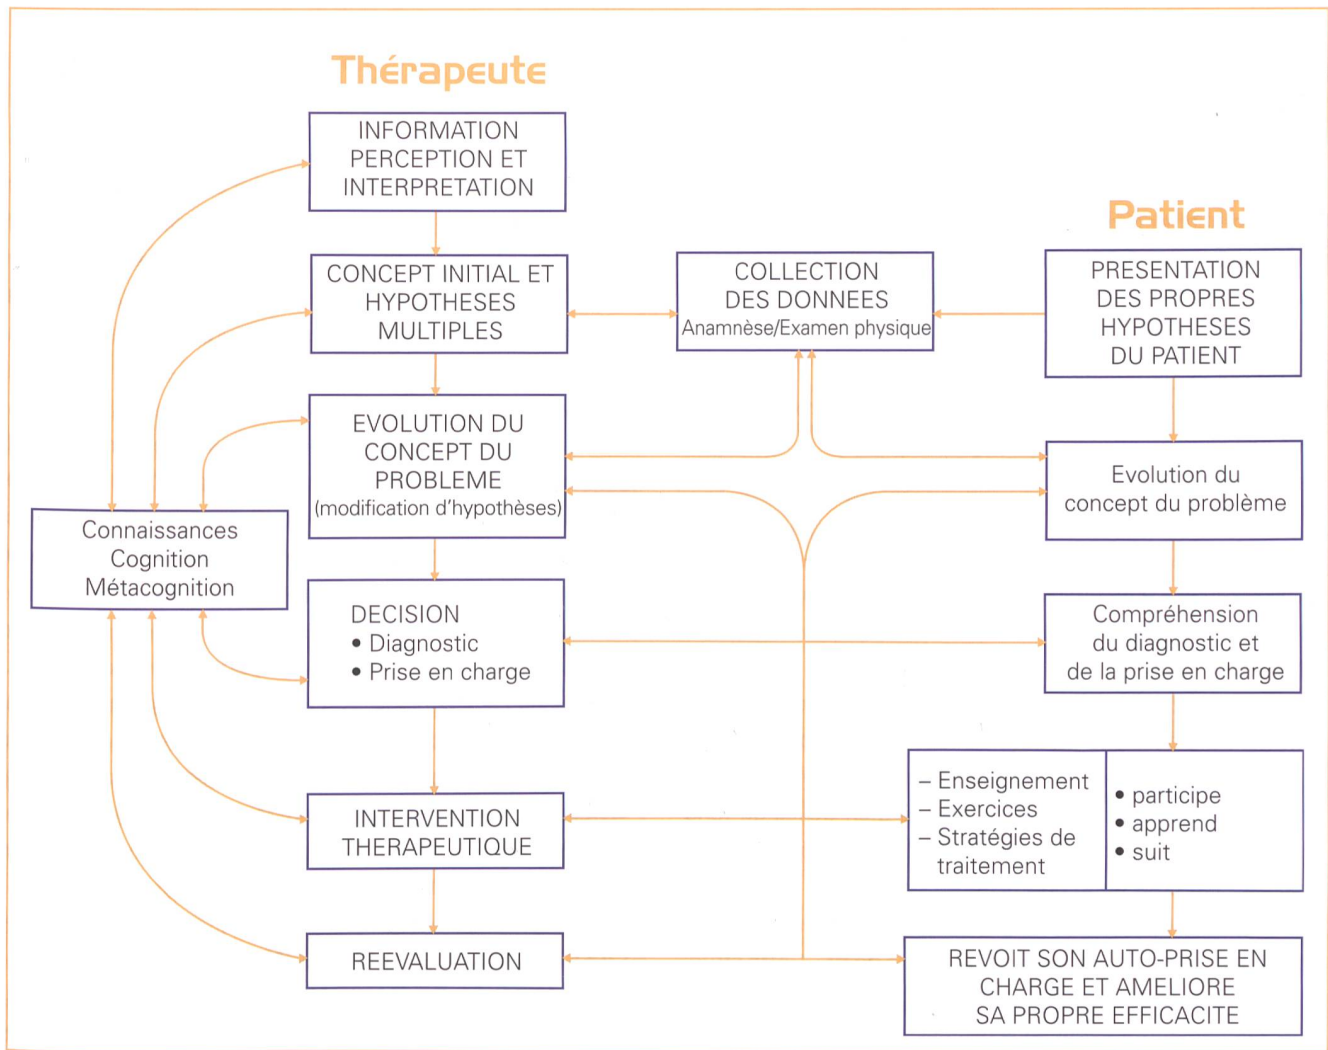 Thérapeute
INFORMATION
PERCEPTION ET
INTERPRETATION
CONCEPT INITIAL ET
HYPOTHESES
MULTIPLES
EVOLUTION DU
CONCEPT DU
PROBLEME
(modification d'hypothèses)
Connaissances
Cognition
Métacognition
DECISION
• Diagnostic
• Prise en charge
INTERVENTION
THERAPEUTIQUE
REEVALUATION
COLLECTION
DES DONNEES
Anamnèse/Examen physique
Patient
PRESENTATION
DES PROPRES
HYPOTHESES
DU PATIENT
Evolution du
concept du problème
Compréhension
du diagnostic et
de la prise en charge
– Enseignement
– Exercices
– Stratégies de
traitement
• participe
• apprend
• suit
REVOIT SON AUTO-PRISE EN
CHARGE ET AMELIORE
SA PROPRE EFFICACITE